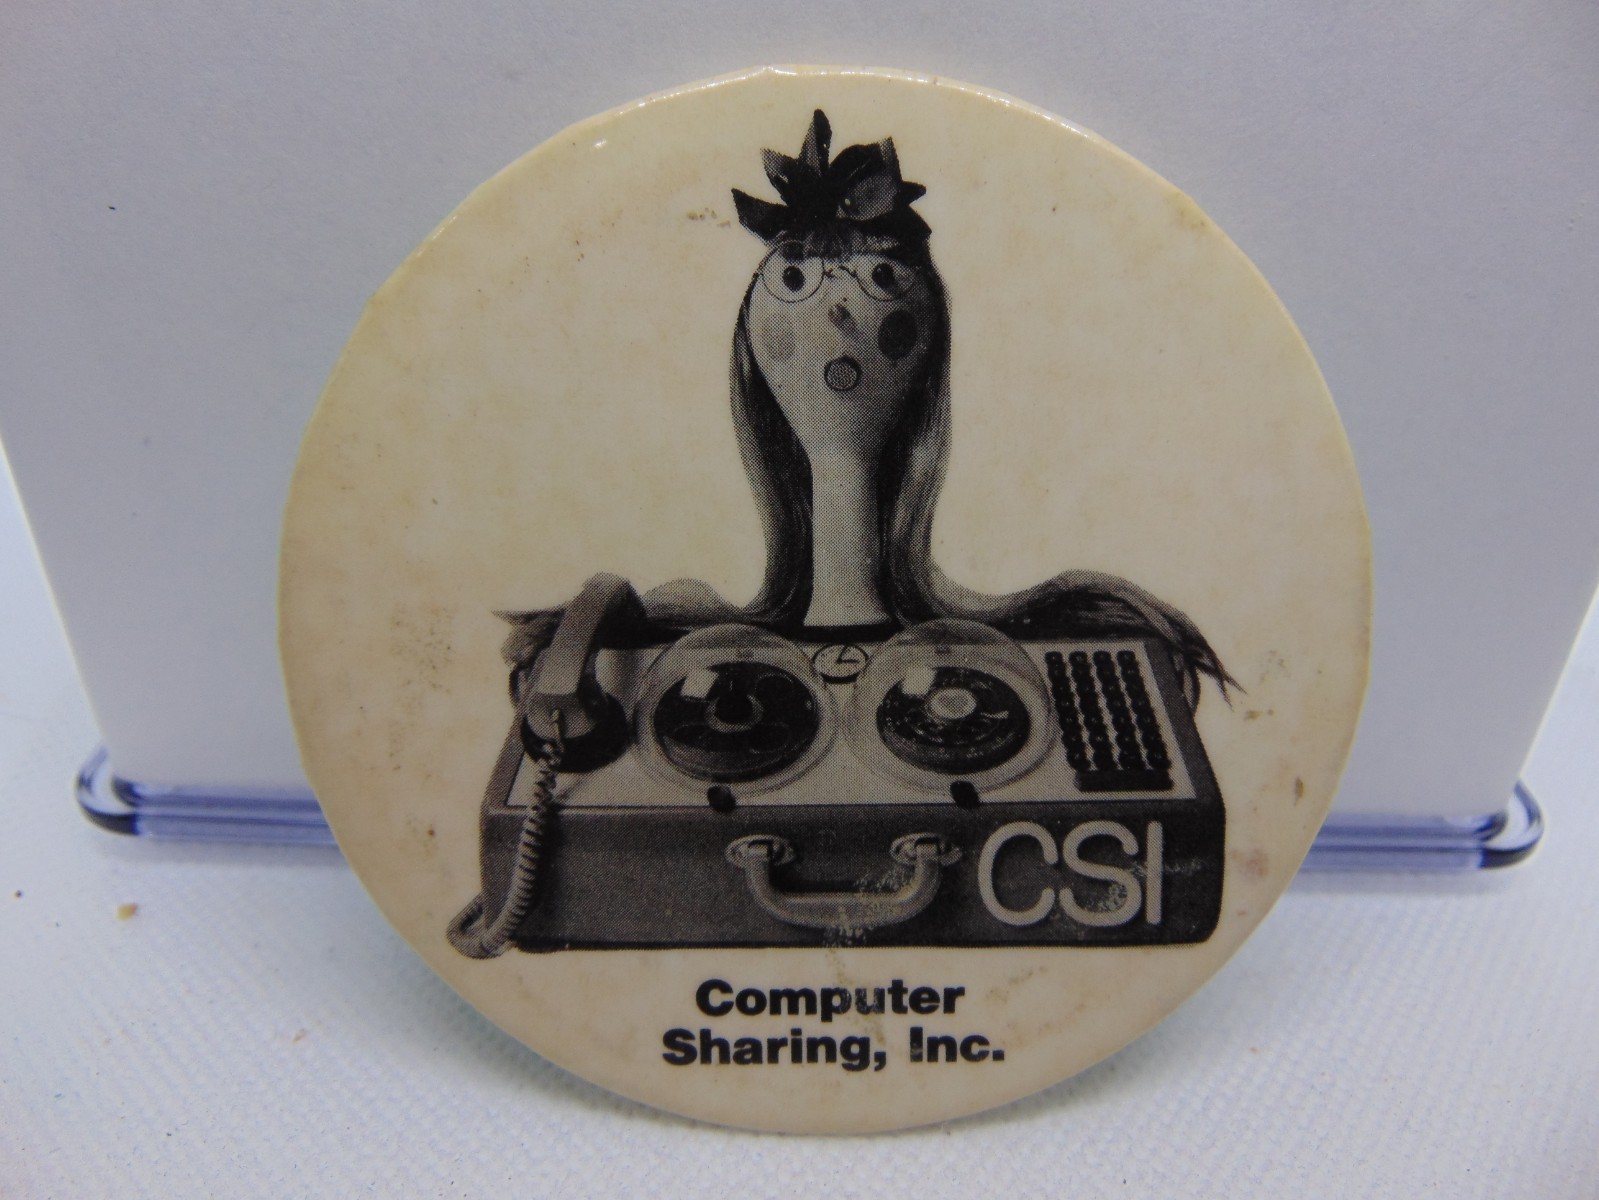 CSI
Computer
Sharing, Inc.